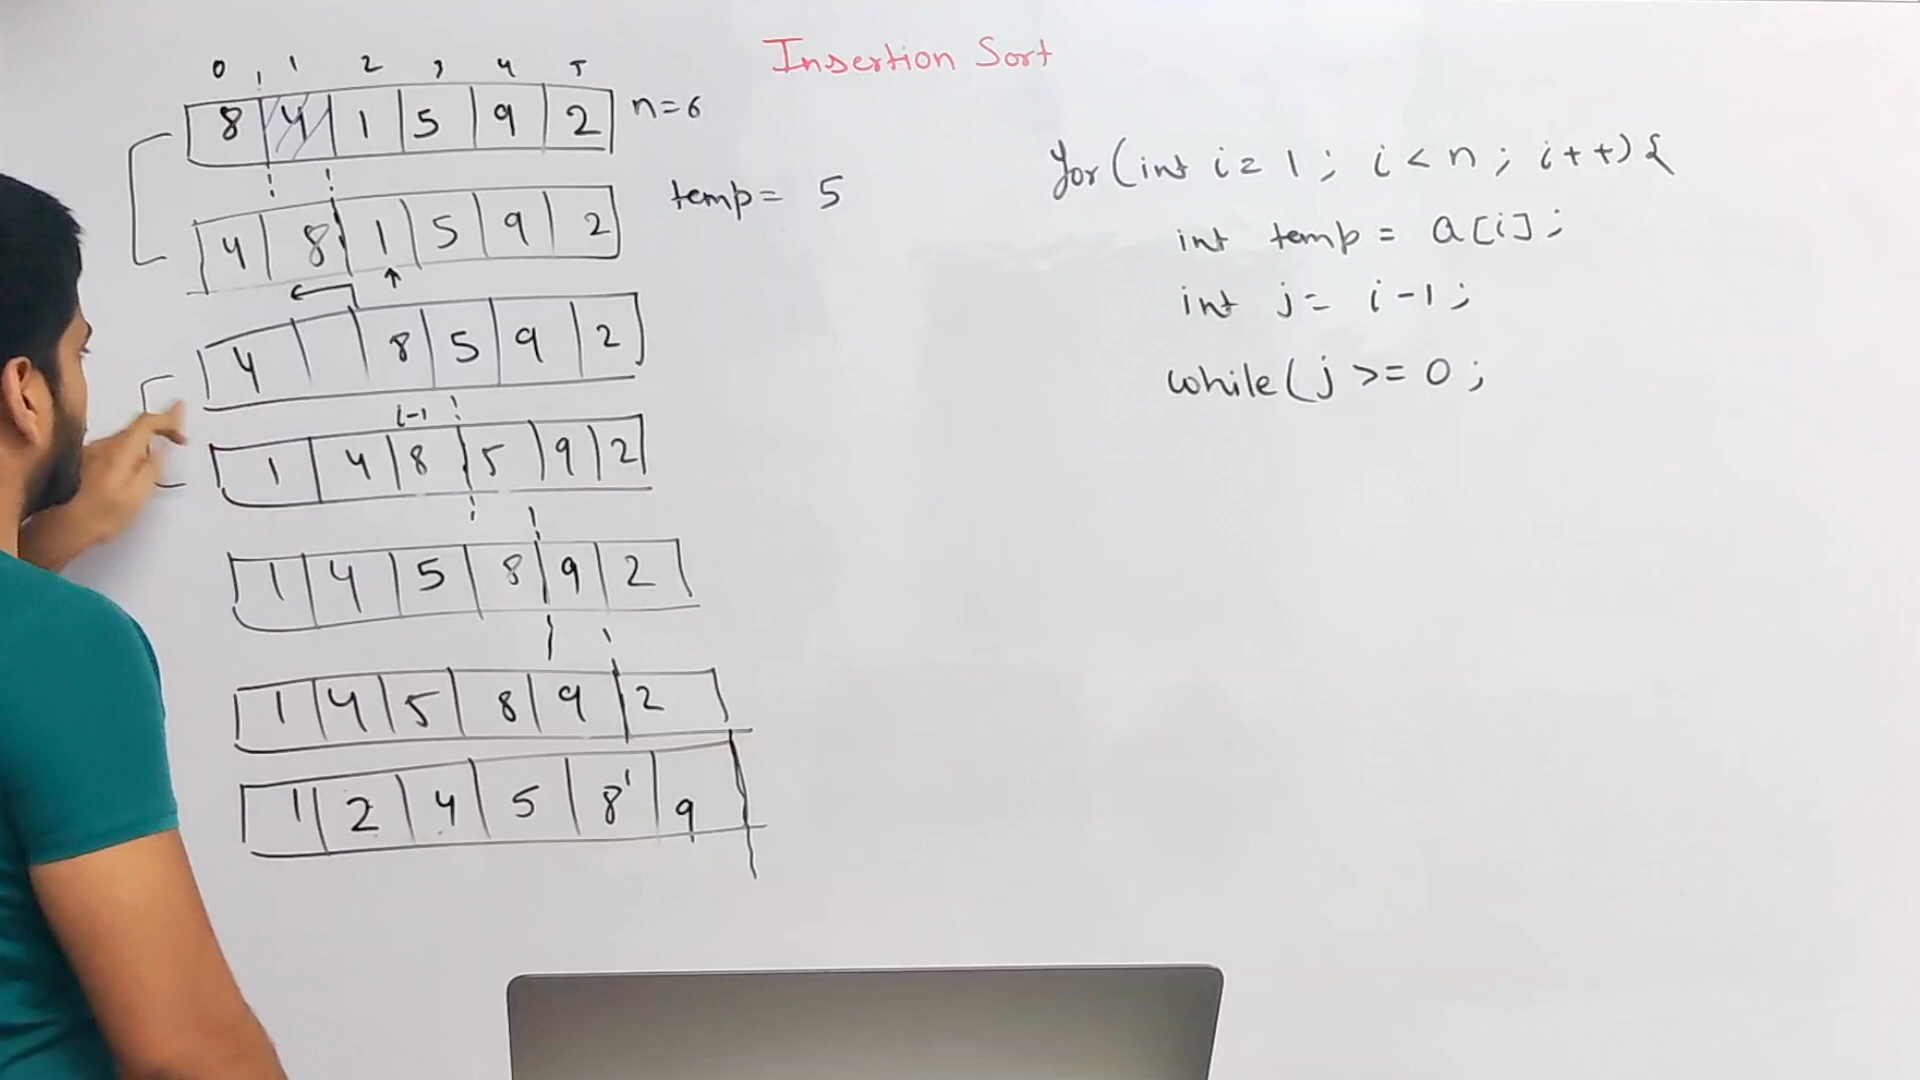 Insertion Sort
0 1 2 3 4 5
8 4 1 5 9 2 n=6
temp= 5
4 8 1 5 9 2
4 8 5 9 2
i-1
1 4 8 5 9 2
1 4 5 8 9 2
1 4 5 8 9 2
1 2 4 5 8 9
for(int i=1; i<n; i++){
int temp = a[i];
int j= i-1;
while(j >= 0;